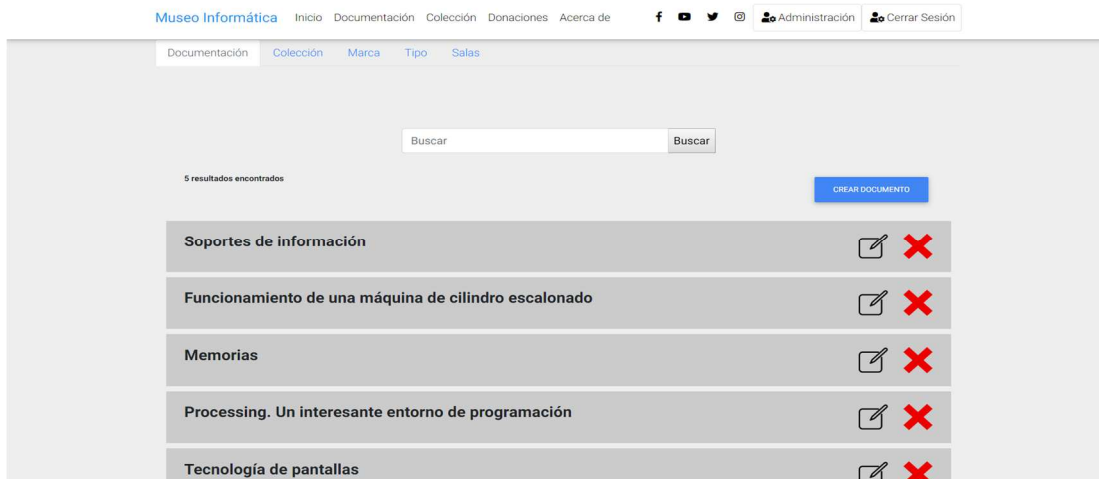 Museo Informática Inicio Documentación Colección Donaciones Acerca de Administración Cerrar Sesión
Documentación Colección Marca Tipo Salas
Buscar Buscar
5 resultados encontrados
CREAR DOCUMENTO
Soportes de información
Funcionamiento de una máquina de cilindro escalonado
Memorias
Processing. Un interesante entorno de programación
Tecnología de pantallas